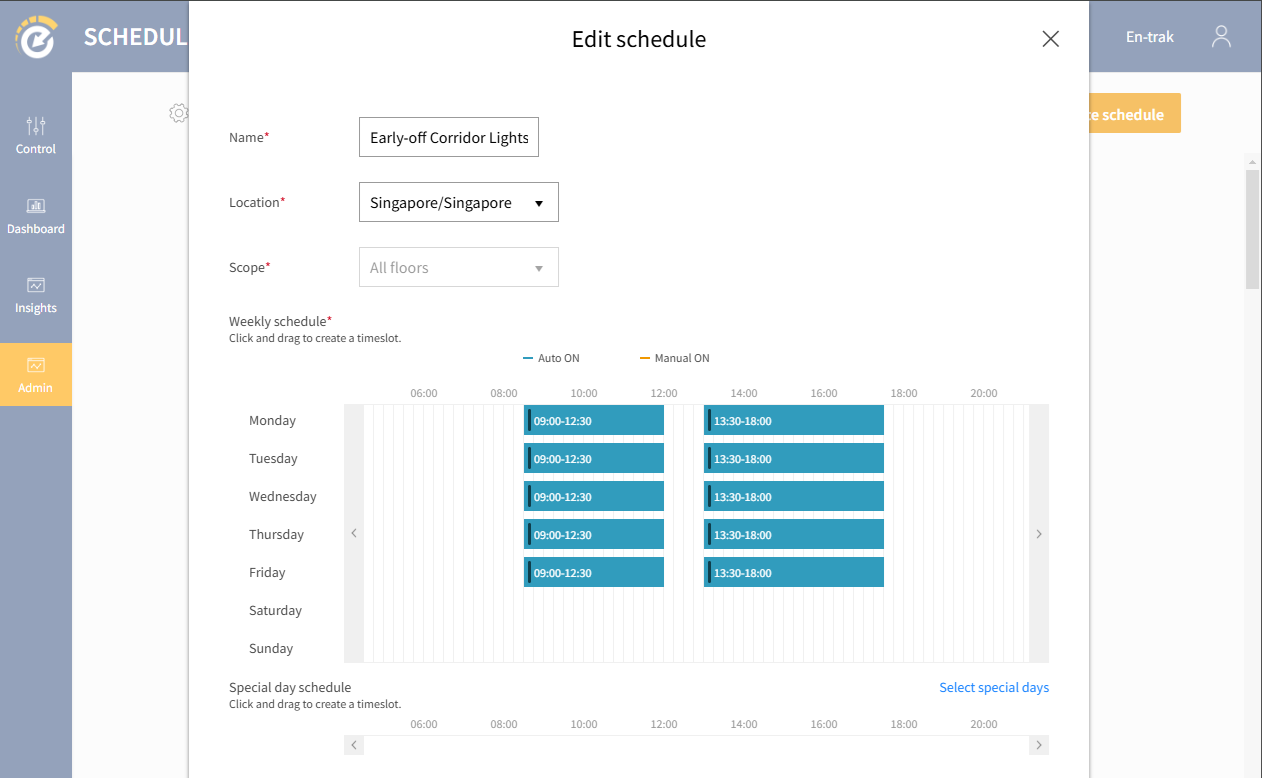 SCHEDUL
Edit schedule
En-trak
Control
Dashboard
Insights
Admin
e schedule
Name*
Early-off Corridor Lights
Location*
Singapore/Singapore
Scope*
All floors
Weekly schedule*
Click and drag to create a timeslot.
Auto ON Manual ON
06:00 08:00 10:00 12:00 14:00 16:00 18:00 20:00
Monday 09:00-12:30 13:30-18:00
Tuesday 09:00-12:30 13:30-18:00
Wednesday 09:00-12:30 13:30-18:00
Thursday 09:00-12:30 13:30-18:00
Friday 09:00-12:30 13:30-18:00
Saturday
Sunday
Special day schedule Select special days
Click and drag to create a timeslot.
06:00 08:00 10:00 12:00 14:00 16:00 18:00 20:00